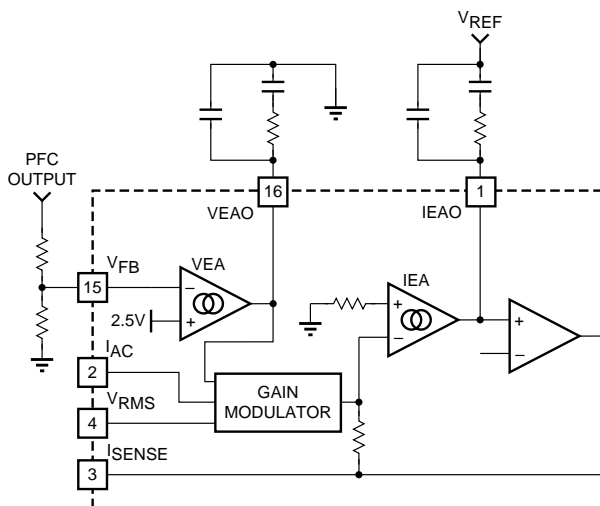 VREF
PFC
OUTPUT
16
1
VEAO
IEAO
VFB
VEA
IEA
15
−
+
2.5V
+
−
+
−
IAC
2
VRMS
GAIN
MODULATOR
4
ISENSE
3